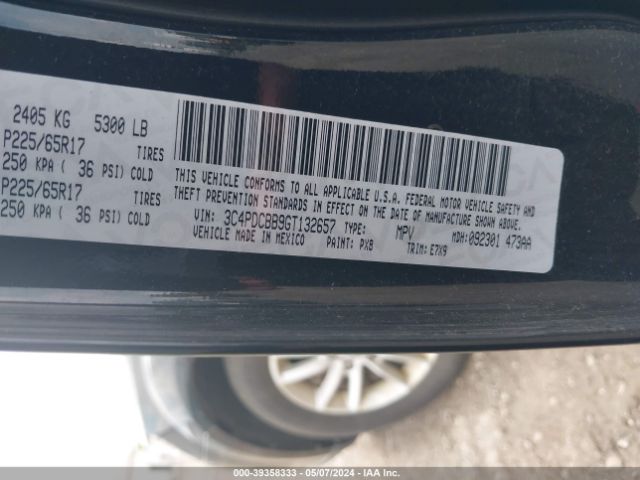 2405 KG 5300 LB
P225/65R17 TIRES
250 KPA ( 36 PSI) COLD
P225/65R17 TIRES
250 KPA ( 36 PSI) COLD
THIS VEHICLE CONFORMS TO ALL APPLICABLE U.S.A. FEDERAL MOTOR VEHICLE SAFETY AND
THEFT PREVENTION STANDARDS IN EFFECT ON THE DATE OF MANUFACTURE SHOWN ABOVE.
VIN: 3C4PDCBB9GT132657 TYPE: MPV MDH: 092301 473AA
VEHICLE MADE IN MEXICO PAINT: PX8 TRIM: E7X9
000-39358333 - 05/07/2024 - IAA Inc.